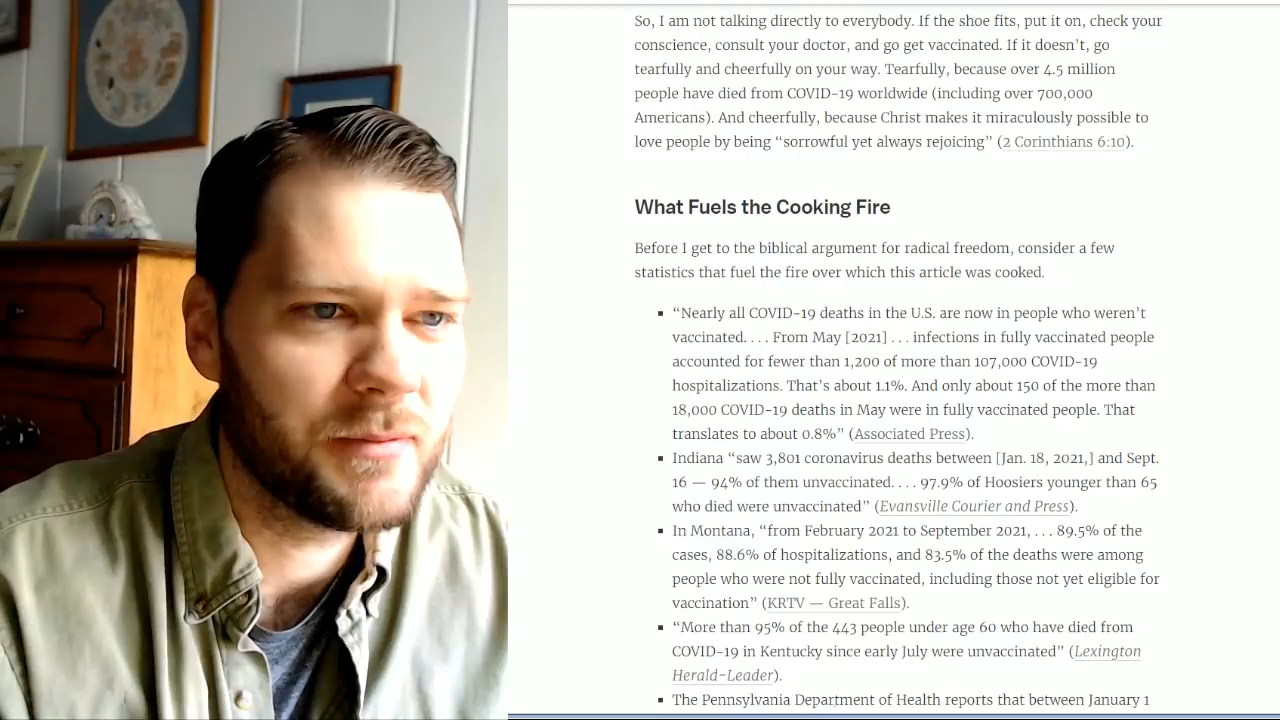 So, I am not talking directly to everybody. If the shoe fits, put it on, check your
conscience, consult your doctor, and go get vaccinated. If it doesn’t, go
tearfully and cheerfully on your way. Tearfully, because over 4.5 million
people have died from COVID-19 worldwide (including over 700,000
Americans). And cheerfully, because Christ makes it miraculously possible to
love people by being “sorrowful yet always rejoicing” (2 Corinthians 6:10).
What Fuels the Cooking Fire
Before I get to the biblical argument for radical freedom, consider a few
statistics that fuel the fire over which this article was cooked.
▪ “Nearly all COVID-19 deaths in the U.S. are now in people who weren’t
vaccinated. . . . From May [2021] . . . infections in fully vaccinated people
accounted for fewer than 1,200 of more than 107,000 COVID-19
hospitalizations. That’s about 1.1%. And only about 150 of the more than
18,000 COVID-19 deaths in May were in fully vaccinated people. That
translates to about 0.8%” (Associated Press).
▪ Indiana “saw 3,801 coronavirus deaths between [Jan. 18, 2021,] and Sept.
16 — 94% of them unvaccinated. . . . 97.9% of Hoosiers younger than 65
who died were unvaccinated” (Evansville Courier and Press).
▪ In Montana, “from February 2021 to September 2021, . . . 89.5% of the
cases, 88.6% of hospitalizations, and 83.5% of the deaths were among
people who were not fully vaccinated, including those not yet eligible for
vaccination” (KRTV — Great Falls).
▪ “More than 95% of the 443 people under age 60 who have died from
COVID-19 in Kentucky since early July were unvaccinated” (Lexington
Herald-Leader).
▪ The Pennsylvania Department of Health reports that between January 1